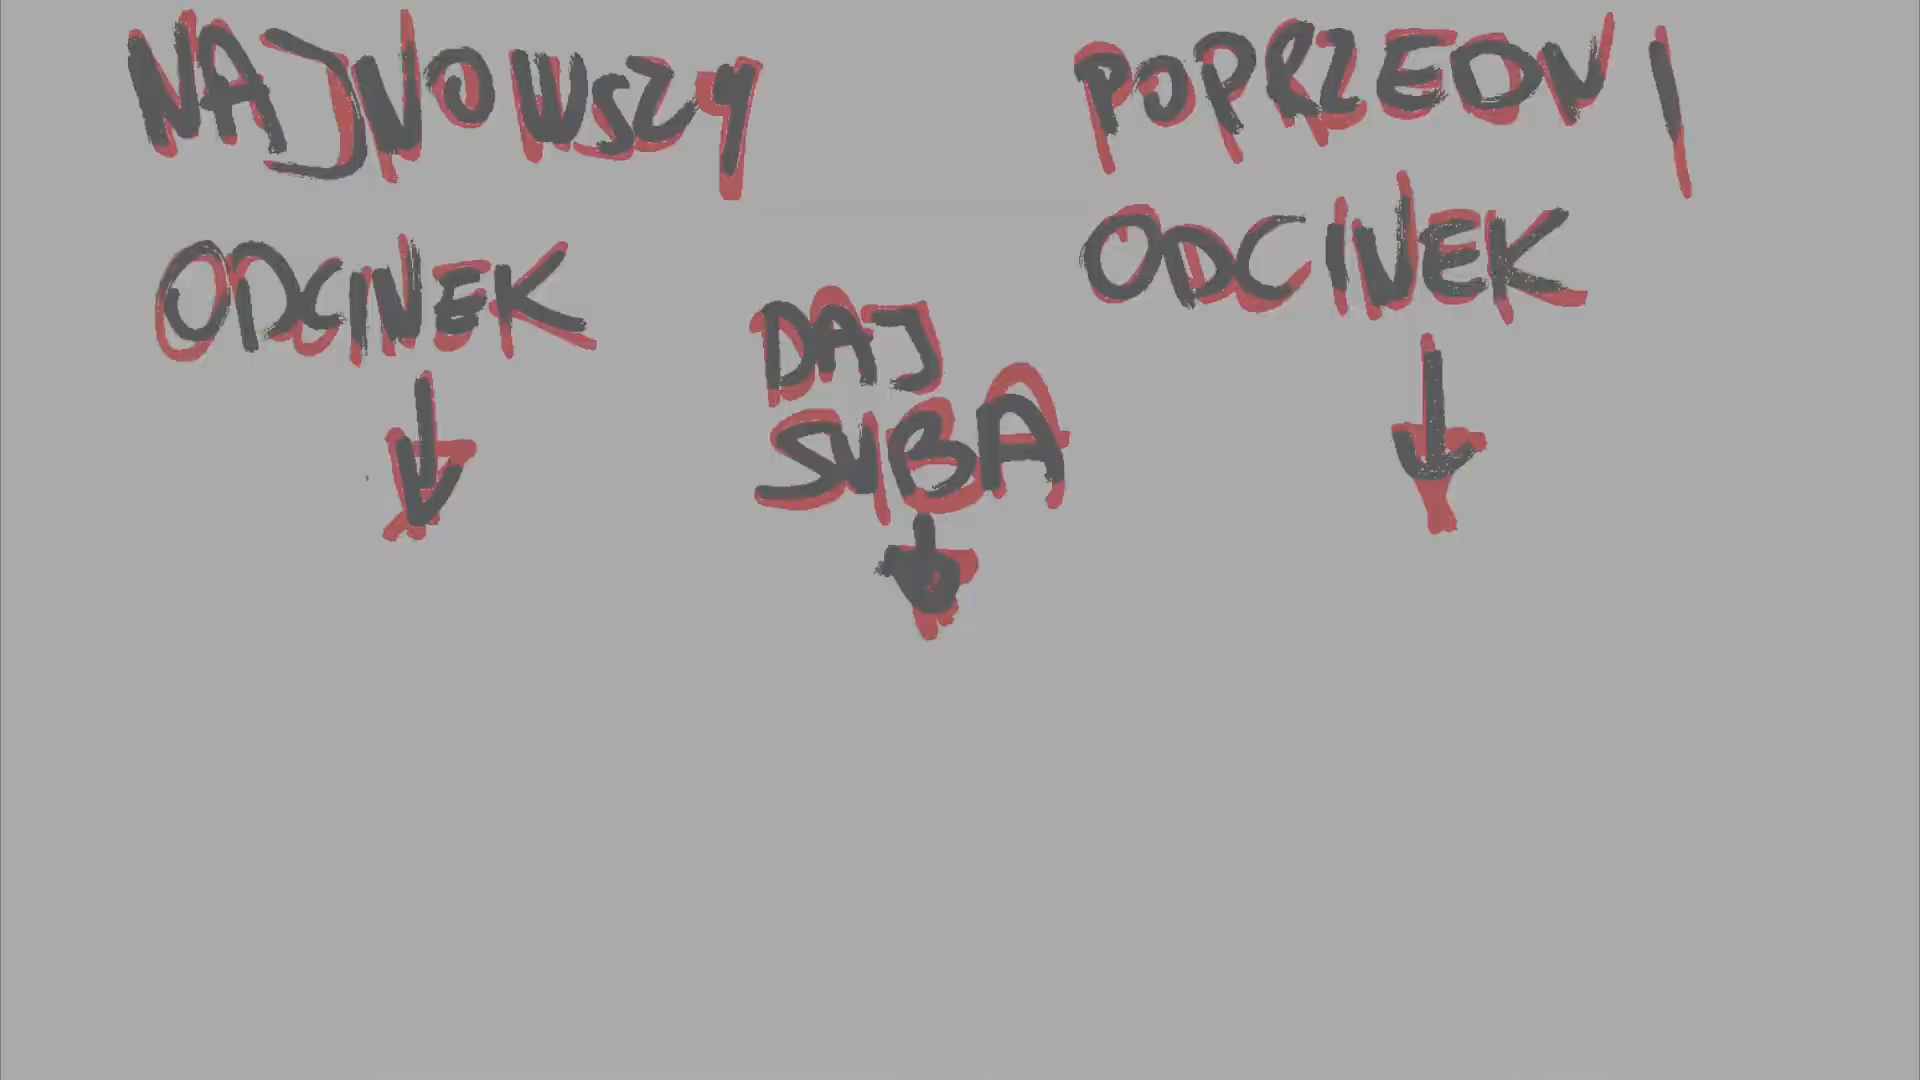 NAJNOWSZY
ODCINEK
DAJ
SUBA
POPRZEDNI
ODCINEK